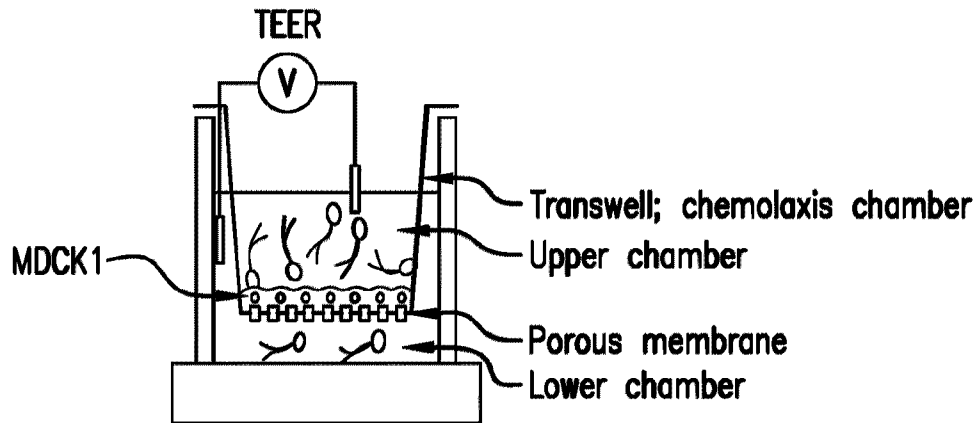 TEER
V
Transwell; chemolaxis chamber
Upper chamber
MDCK1
Porous membrane
Lower chamber